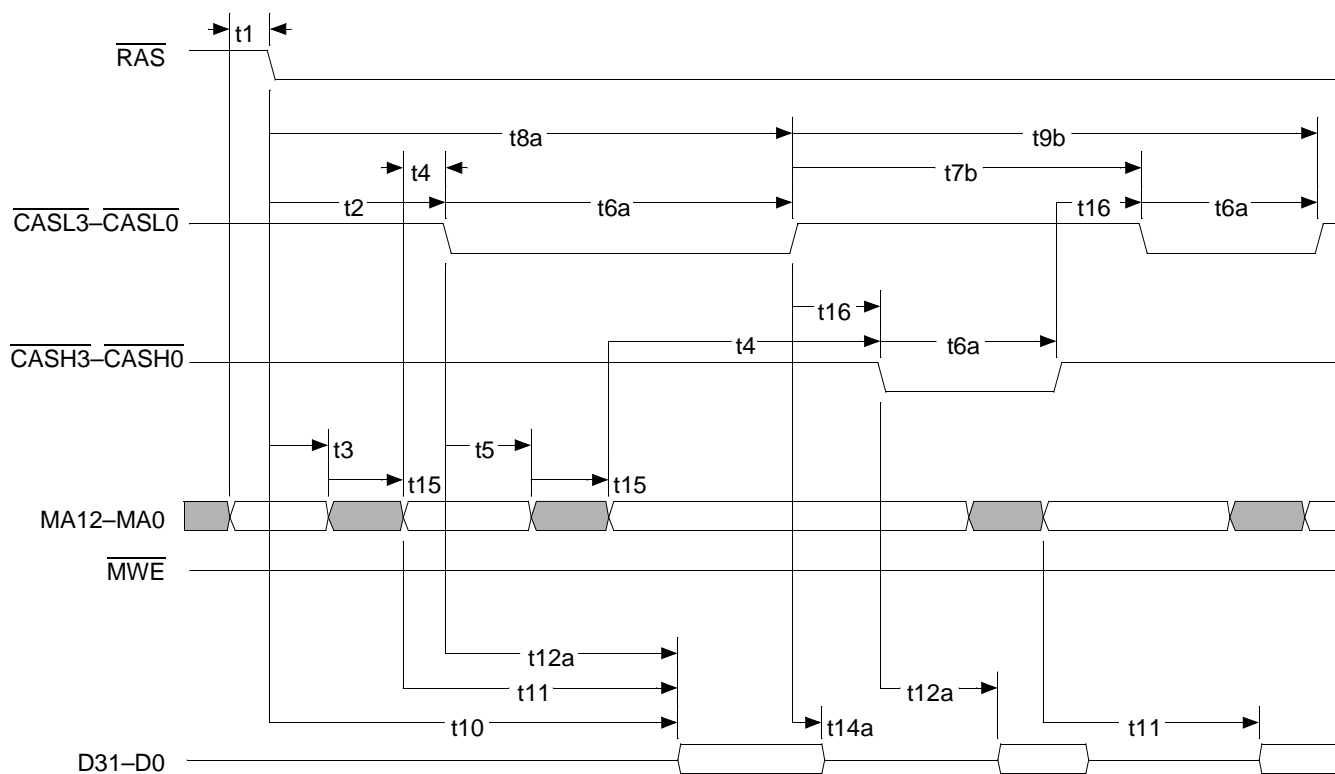 t1
RAS
t8a
t9b
t4
t7b
t2
t6a
t16
t6a
CASL3–CASL0
t16
t4
t6a
CASH3–CASH0
t3
t5
t15
t15
MA12–MA0
MWE
t12a
t11
t12a
t10
t14a
t11
D31–D0